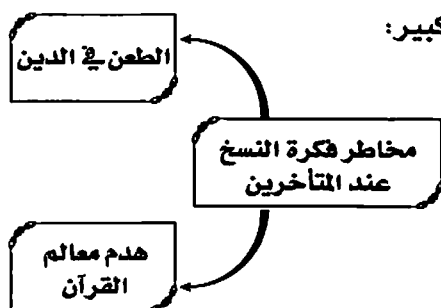 كبير:
الطعن في الدين
مخاطر فكرة النسخ
عند المتأخرين
هدم معالم
القرآن